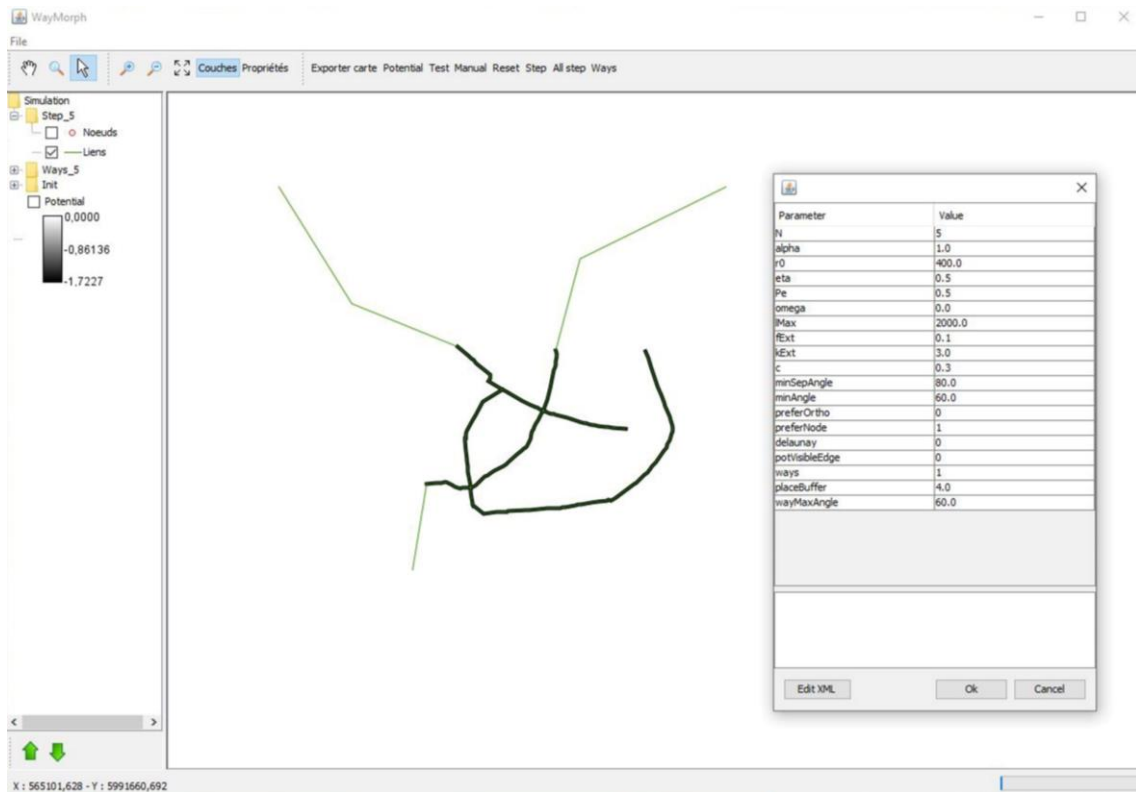 WayMorph
File
Couches Propriétés Exporter carte Potential Test Manual Reset Step All step Ways
Simulation
Step_5
Noeuds
Liens
Ways_5
Init
Potential
0,0000
-0,86136
-1,7227
Parameter Value
N 5
alpha 1.0
r0 400.0
eta 0.5
Pe 0.5
omega 0.0
lMax 2000.0
fExt 0.1
kExt 3.0
c 0.3
minSepAngle 80.0
minAngle 60.0
preferOrtho 0
preferNode 1
delaunay 0
potVisibleEdge 0
ways 1
placeBuffer 4.0
wayMaxAngle 60.0
Edit XML Ok Cancel
X : 565101,628 - Y : 5991660,692